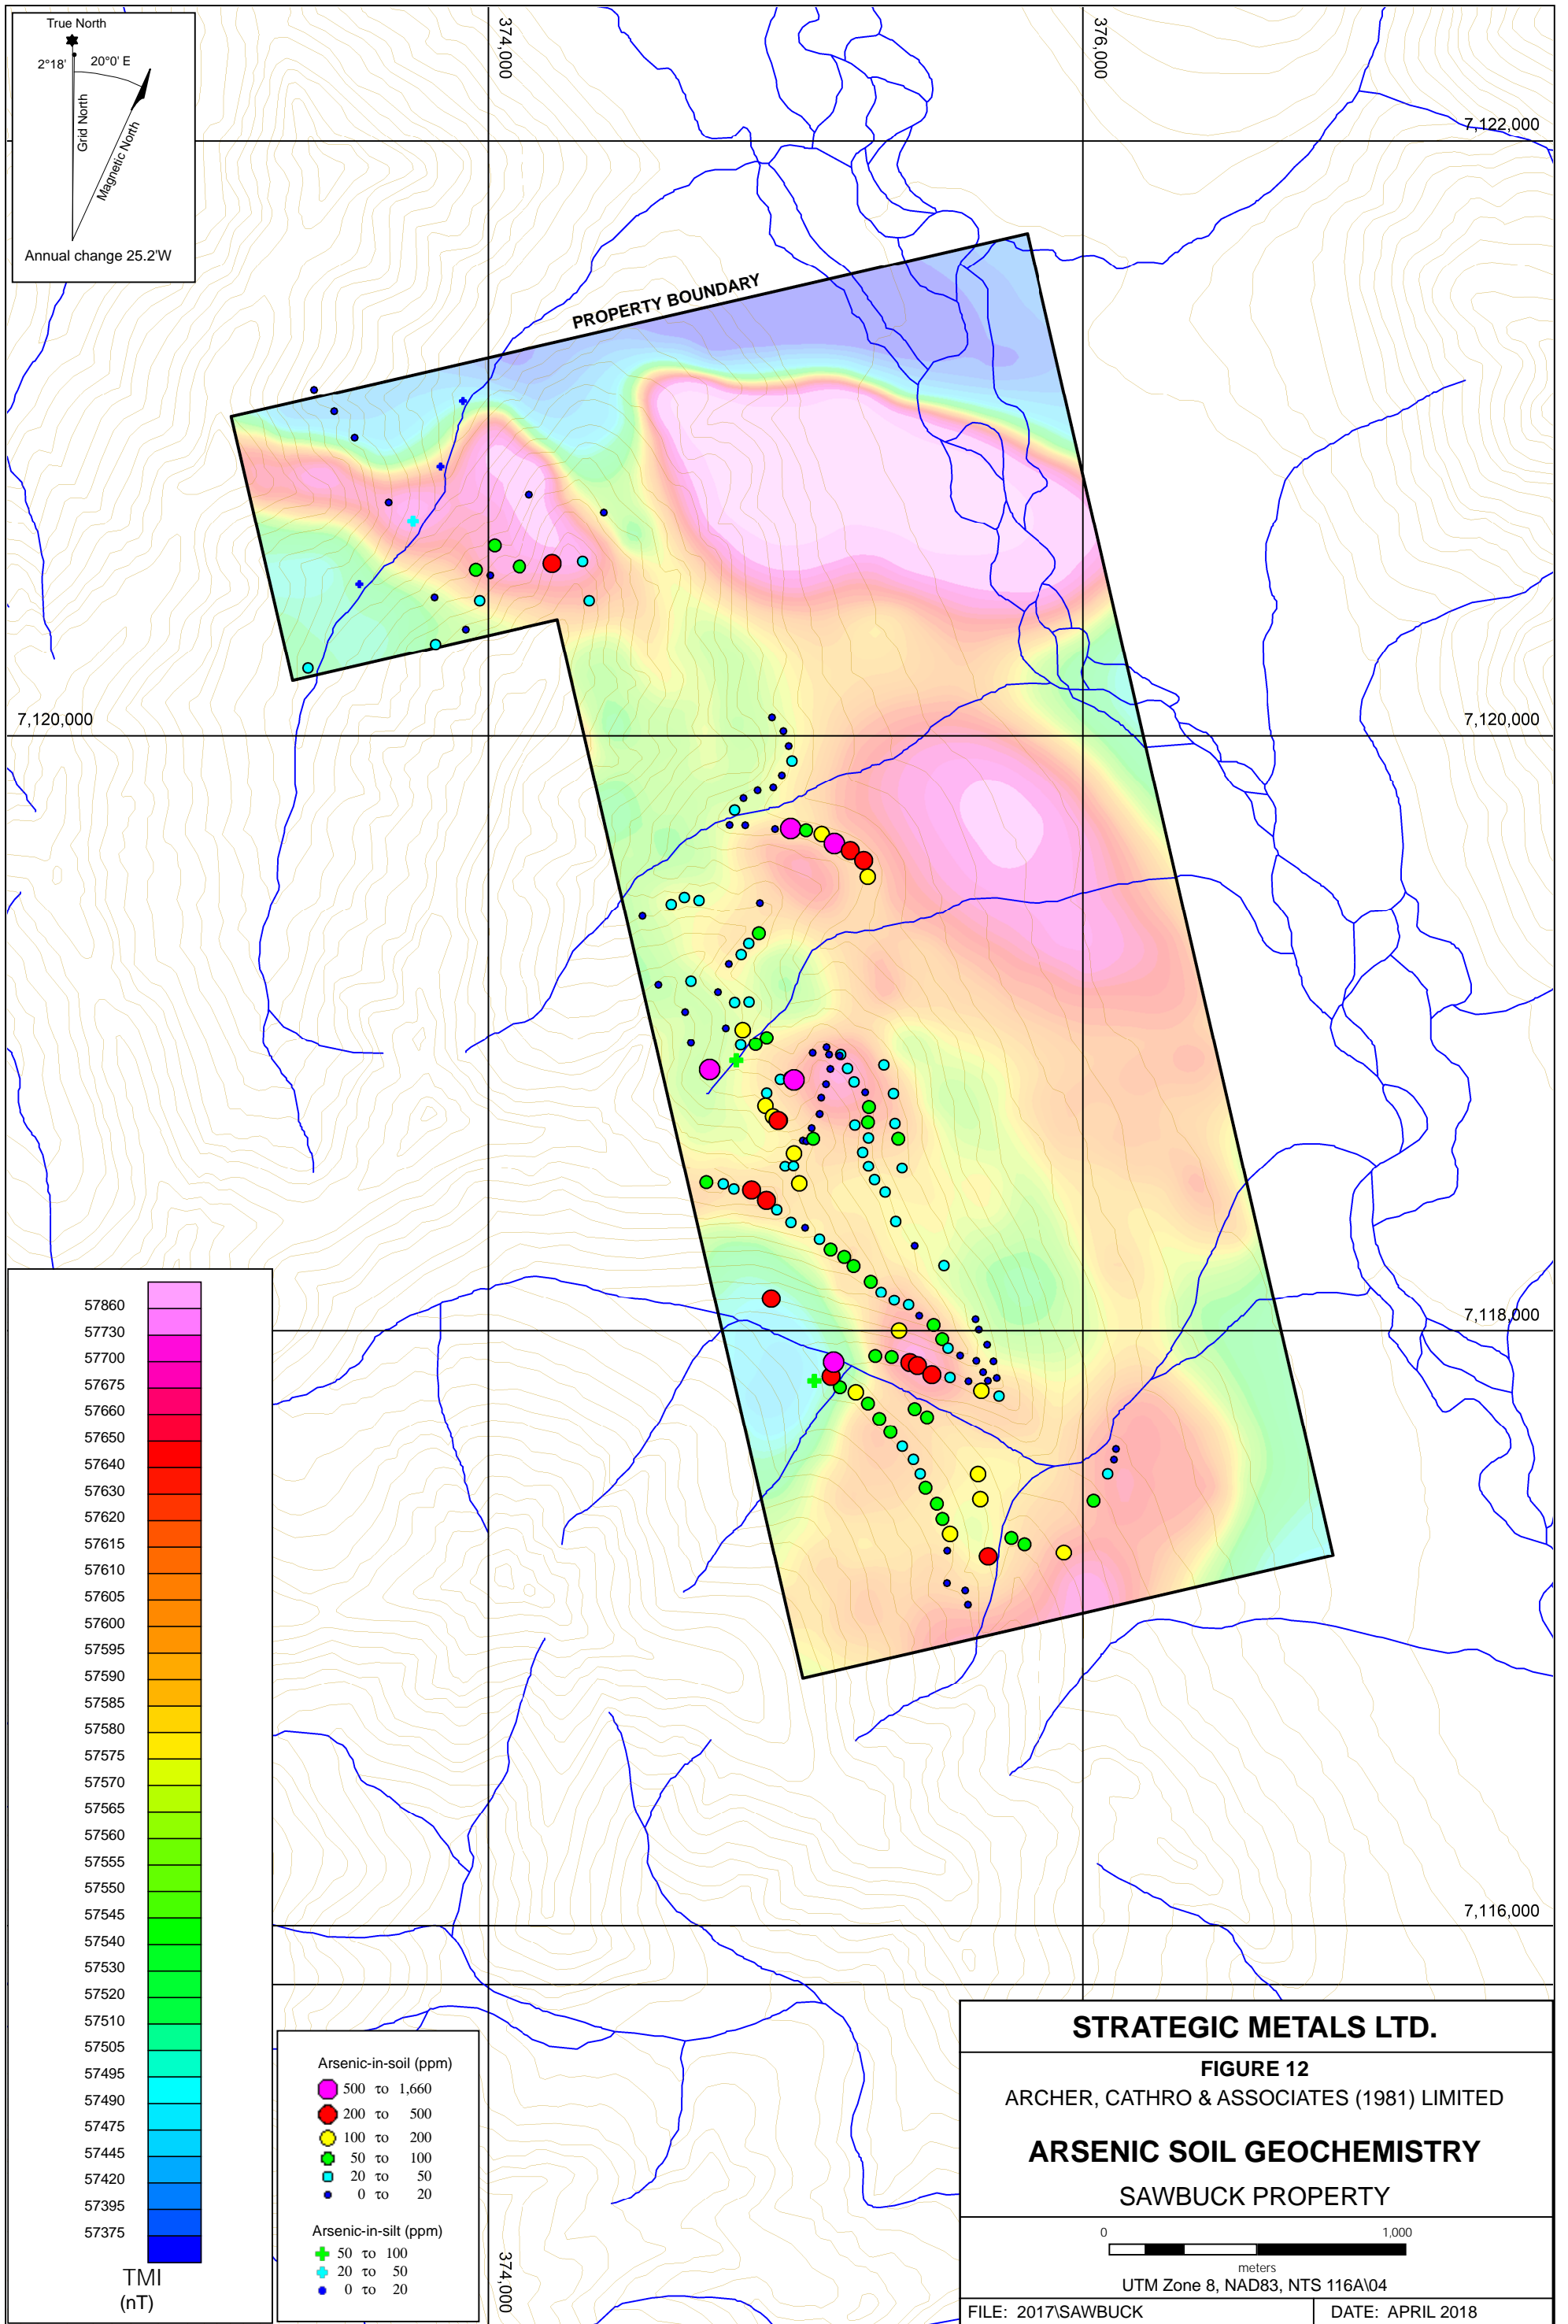 True North
2°18'
20°0' E
Grid North
Magnetic North
Annual change 25.2'W
374,000
376,000
7,122,000
PROPERTY BOUNDARY
7,120,000
7,120,000
7,118,000
7,116,000
374,000
57860
57730
57700
57675
57660
57650
57640
57630
57620
57615
57610
57605
57600
57595
57590
57585
57580
57575
57570
57565
57560
57555
57550
57545
57540
57530
57520
57510
57505
57495
57490
57475
57445
57420
57395
57375
TMI
(nT)
Arsenic-in-soil (ppm)
500 to 1,660
200 to 500
100 to 200
50 to 100
20 to 50
0 to 20
Arsenic-in-silt (ppm)
50 to 100
20 to 50
0 to 20
STRATEGIC METALS LTD.
FIGURE 12
ARCHER, CATHRO & ASSOCIATES (1981) LIMITED
ARSENIC SOIL GEOCHEMISTRY
SAWBUCK PROPERTY
0 1,000
meters
UTM Zone 8, NAD83, NTS 116A\04
FILE: 2017\SAWBUCK DATE: APRIL 2018